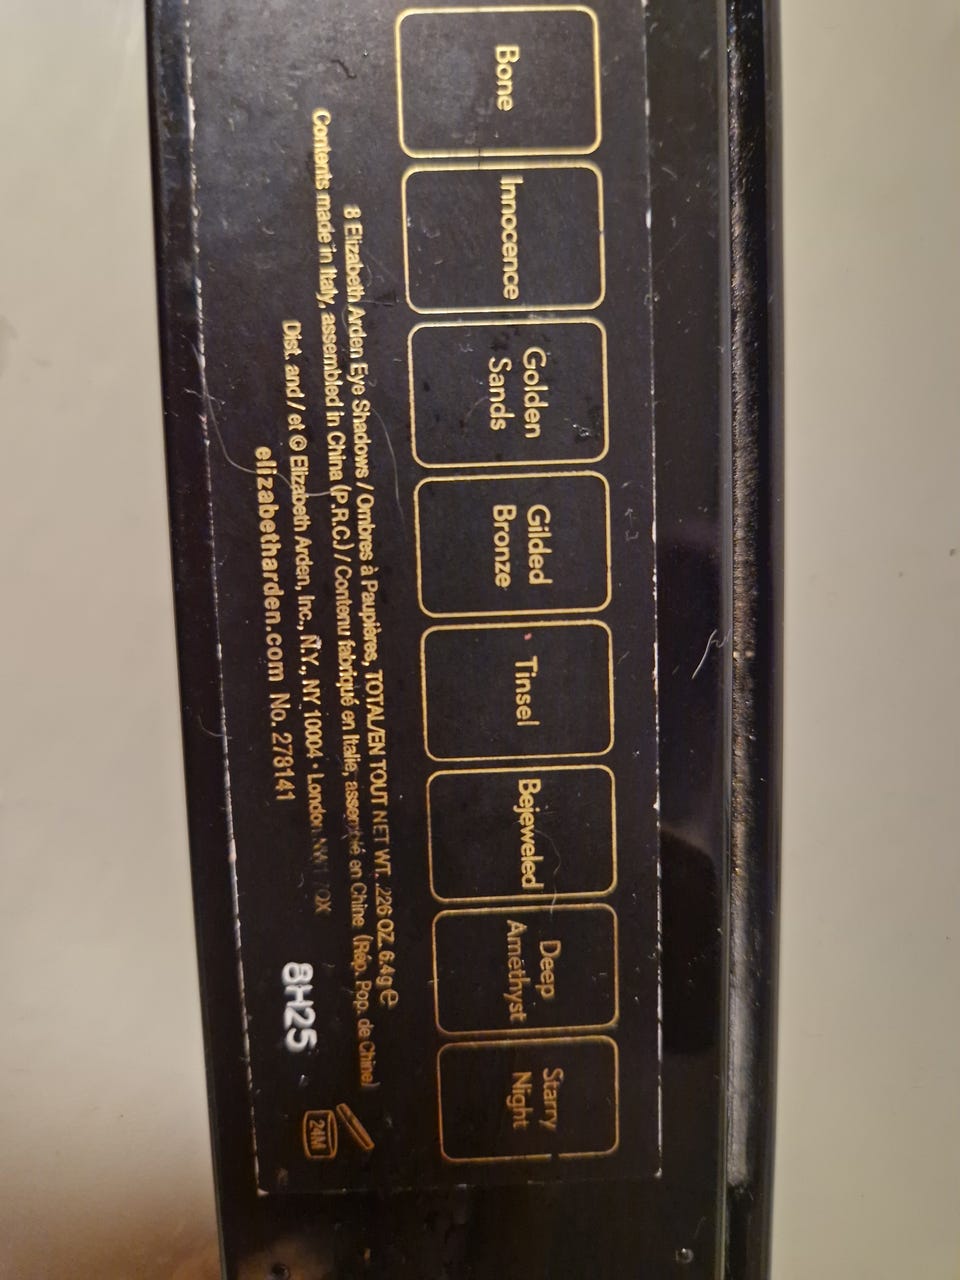 Bone
Innocence
Golden
Sands
Gilded
Bronze
Tinsel
Bejeweled
Deep
Amethyst
Starry
Night
8 Elizabeth Arden Eye Shadows / Ombres à Paupières, TOTAL/EN TOUT NET WT. .226 OZ. 6.4g ℮
Contents made in Italy, assembled in China (P.R.C.) / Contenu fabriqué en Italie, assemblé en Chine (Rép. Pop. de Chine)
Dist. and / et © Elizabeth Arden, Inc., N.Y., NY 10004 · London NW1 7QX
elizabetharden.com No. 278141
8H25
24M